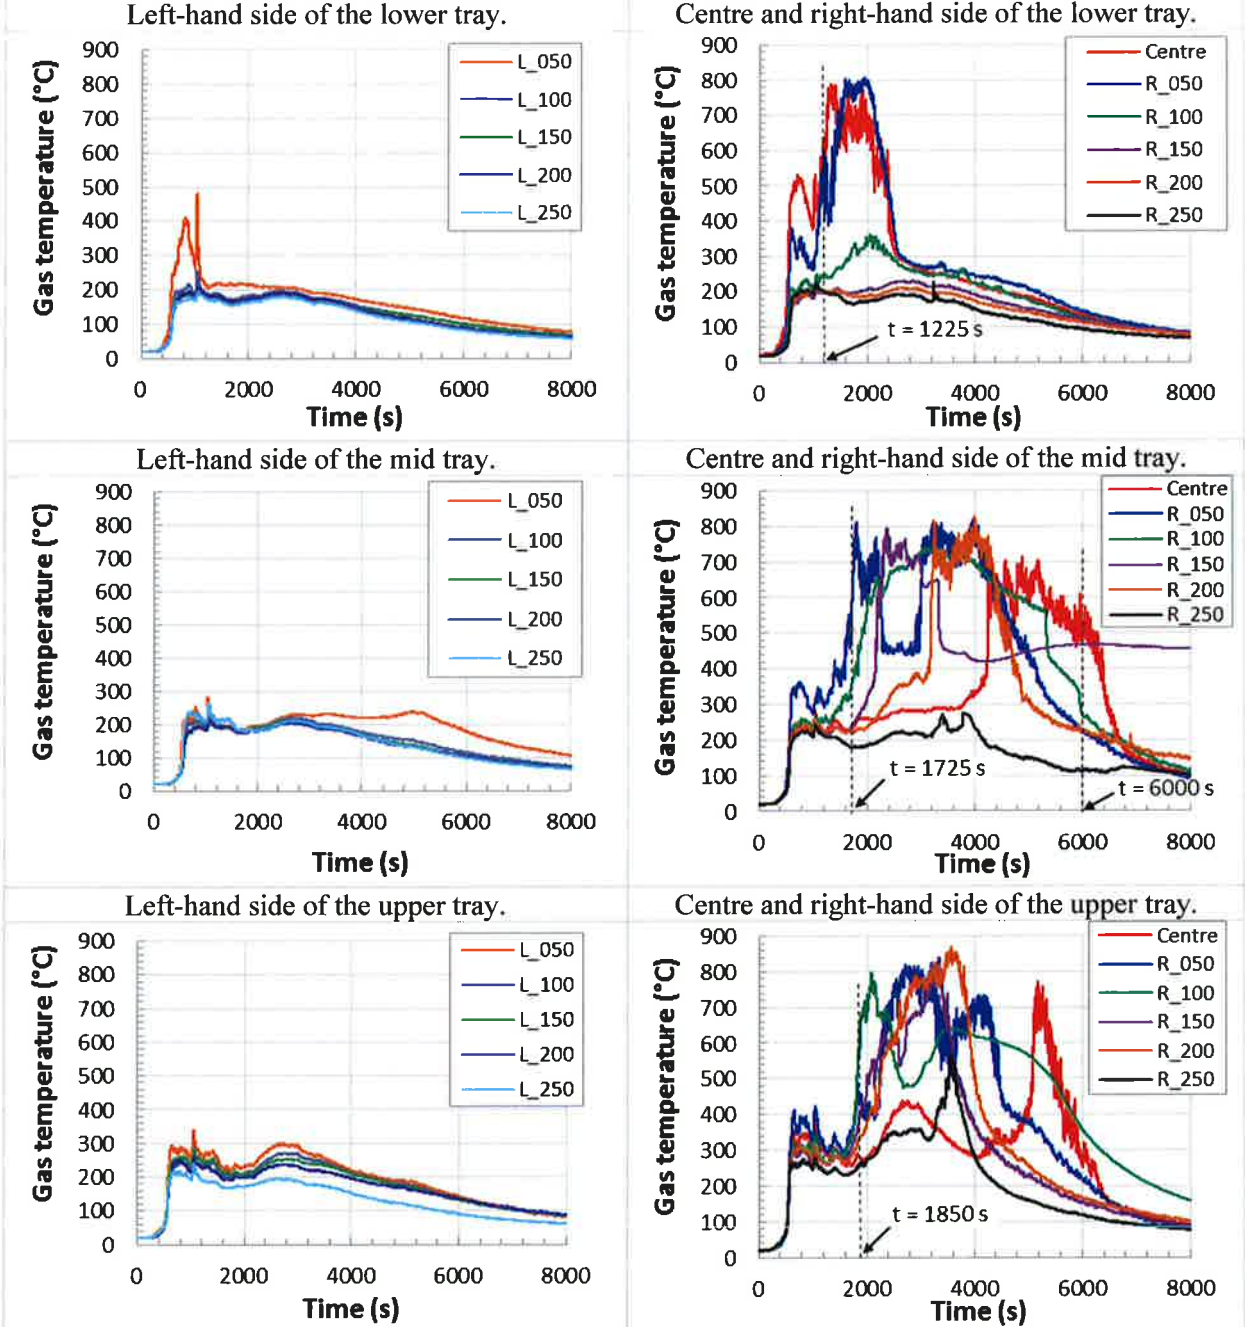 Left-hand side of the lower tray.
Gas temperature (°C)
900
800
700
600
500
400
300
200
100
0
L_050
L_100
L_150
L_200
L_250
0 2000 4000 6000 8000
Time (s)
Centre and right-hand side of the lower tray.
Gas temperature (°C)
900
800
700
600
500
400
300
200
100
0
Centre
R_050
R_100
R_150
R_200
R_250
t = 1225 s
0 2000 4000 6000 8000
Time (s)
Left-hand side of the mid tray.
Gas temperature (°C)
900
800
700
600
500
400
300
200
100
0
L_050
L_100
L_150
L_200
L_250
0 2000 4000 6000 8000
Time (s)
Centre and right-hand side of the mid tray.
Gas temperature (°C)
900
800
700
600
500
400
300
200
100
0
Centre
R_050
R_100
R_150
R_200
R_250
t = 1725 s
t = 6000 s
0 2000 4000 6000 8000
Time (s)
Left-hand side of the upper tray.
Gas temperature (°C)
900
800
700
600
500
400
300
200
100
0
L_050
L_100
L_150
L_200
L_250
0 2000 4000 6000 8000
Time (s)
Centre and right-hand side of the upper tray.
Gas temperature (°C)
900
800
700
600
500
400
300
200
100
0
Centre
R_050
R_100
R_150
R_200
R_250
t = 1850 s
0 2000 4000 6000 8000
Time (s)